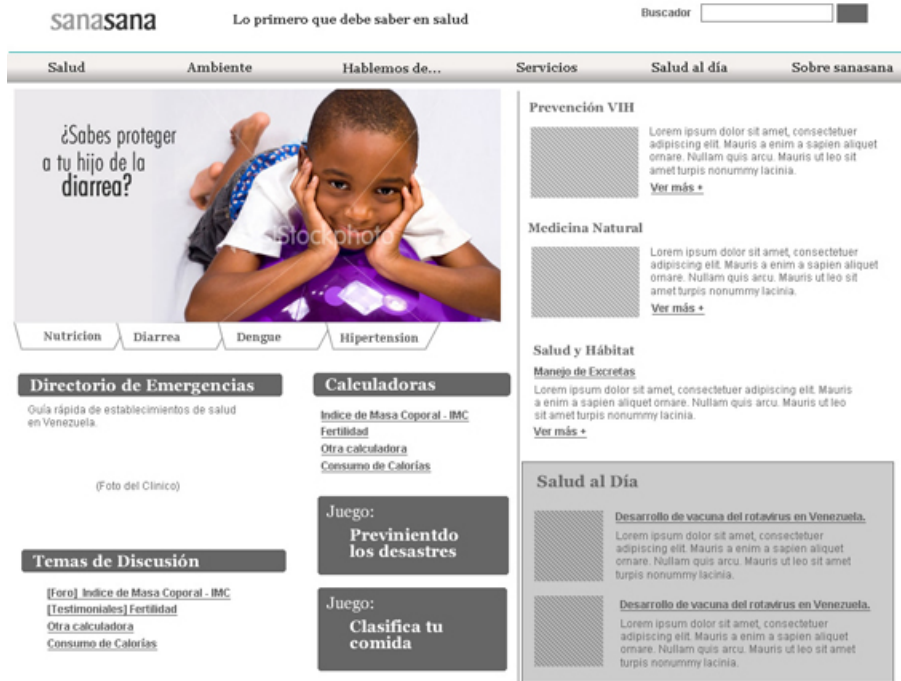 sanasana
Lo primero que debe saber en salud
Buscador
Salud
Ambiente
Hablemos de...
Servicios
Salud al día
Sobre sanasana
¿Sabes proteger
a tu hijo de la
diarrea?
iStockphoto
Nutricion
Diarrea
Dengue
Hipertension
Directorio de Emergencias
Guía rápida de establecimientos de salud
en Venezuela.
(Foto del Clinico)
Temas de Discusión
[Foro] Indice de Masa Coporal - IMC
[Testimoniales] Fertilidad
Otra calculadora
Consumo de Calorías
Calculadoras
Indice de Masa Coporal - IMC
Fertilidad
Otra calculadora
Consumo de Calorías
Juego:
Previnientdo
los desastres
Juego:
Clasifica tu
comida
Prevención VIH
Lorem ipsum dolor sit amet, consectetuer
adipiscing elit. Mauris a enim a sapien aliquet
ornare. Nullam quis arcu. Mauris ut leo sit
amet turpis nonummy lacinia.
Ver más +
Medicina Natural
Lorem ipsum dolor sit amet, consectetuer
adipiscing elit. Mauris a enim a sapien aliquet
ornare. Nullam quis arcu. Mauris ut leo sit
amet turpis nonummy lacinia.
Ver más +
Salud y Hábitat
Manejo de Excretas
Lorem ipsum dolor sit amet, consectetuer adipiscing elit. Mauris
a enim a sapien aliquet ornare. Nullam quis arcu. Mauris ut leo
sit amet turpis nonummy lacinia.
Ver más +
Salud al Día
Desarrollo de vacuna del rotavirus en Venezuela.
Lorem ipsum dolor sit amet, consectetuer
adipiscing elit. Mauris a enim a sapien aliquet
ornare. Nullam quis arcu. Mauris ut leo sit amet
turpis nonummy lacinia.
Desarrollo de vacuna del rotavirus en Venezuela.
Lorem ipsum dolor sit amet, consectetuer
adipiscing elit. Mauris a enim a sapien aliquet
ornare. Nullam quis arcu. Mauris ut leo sit amet
turpis nonummy lacinia.